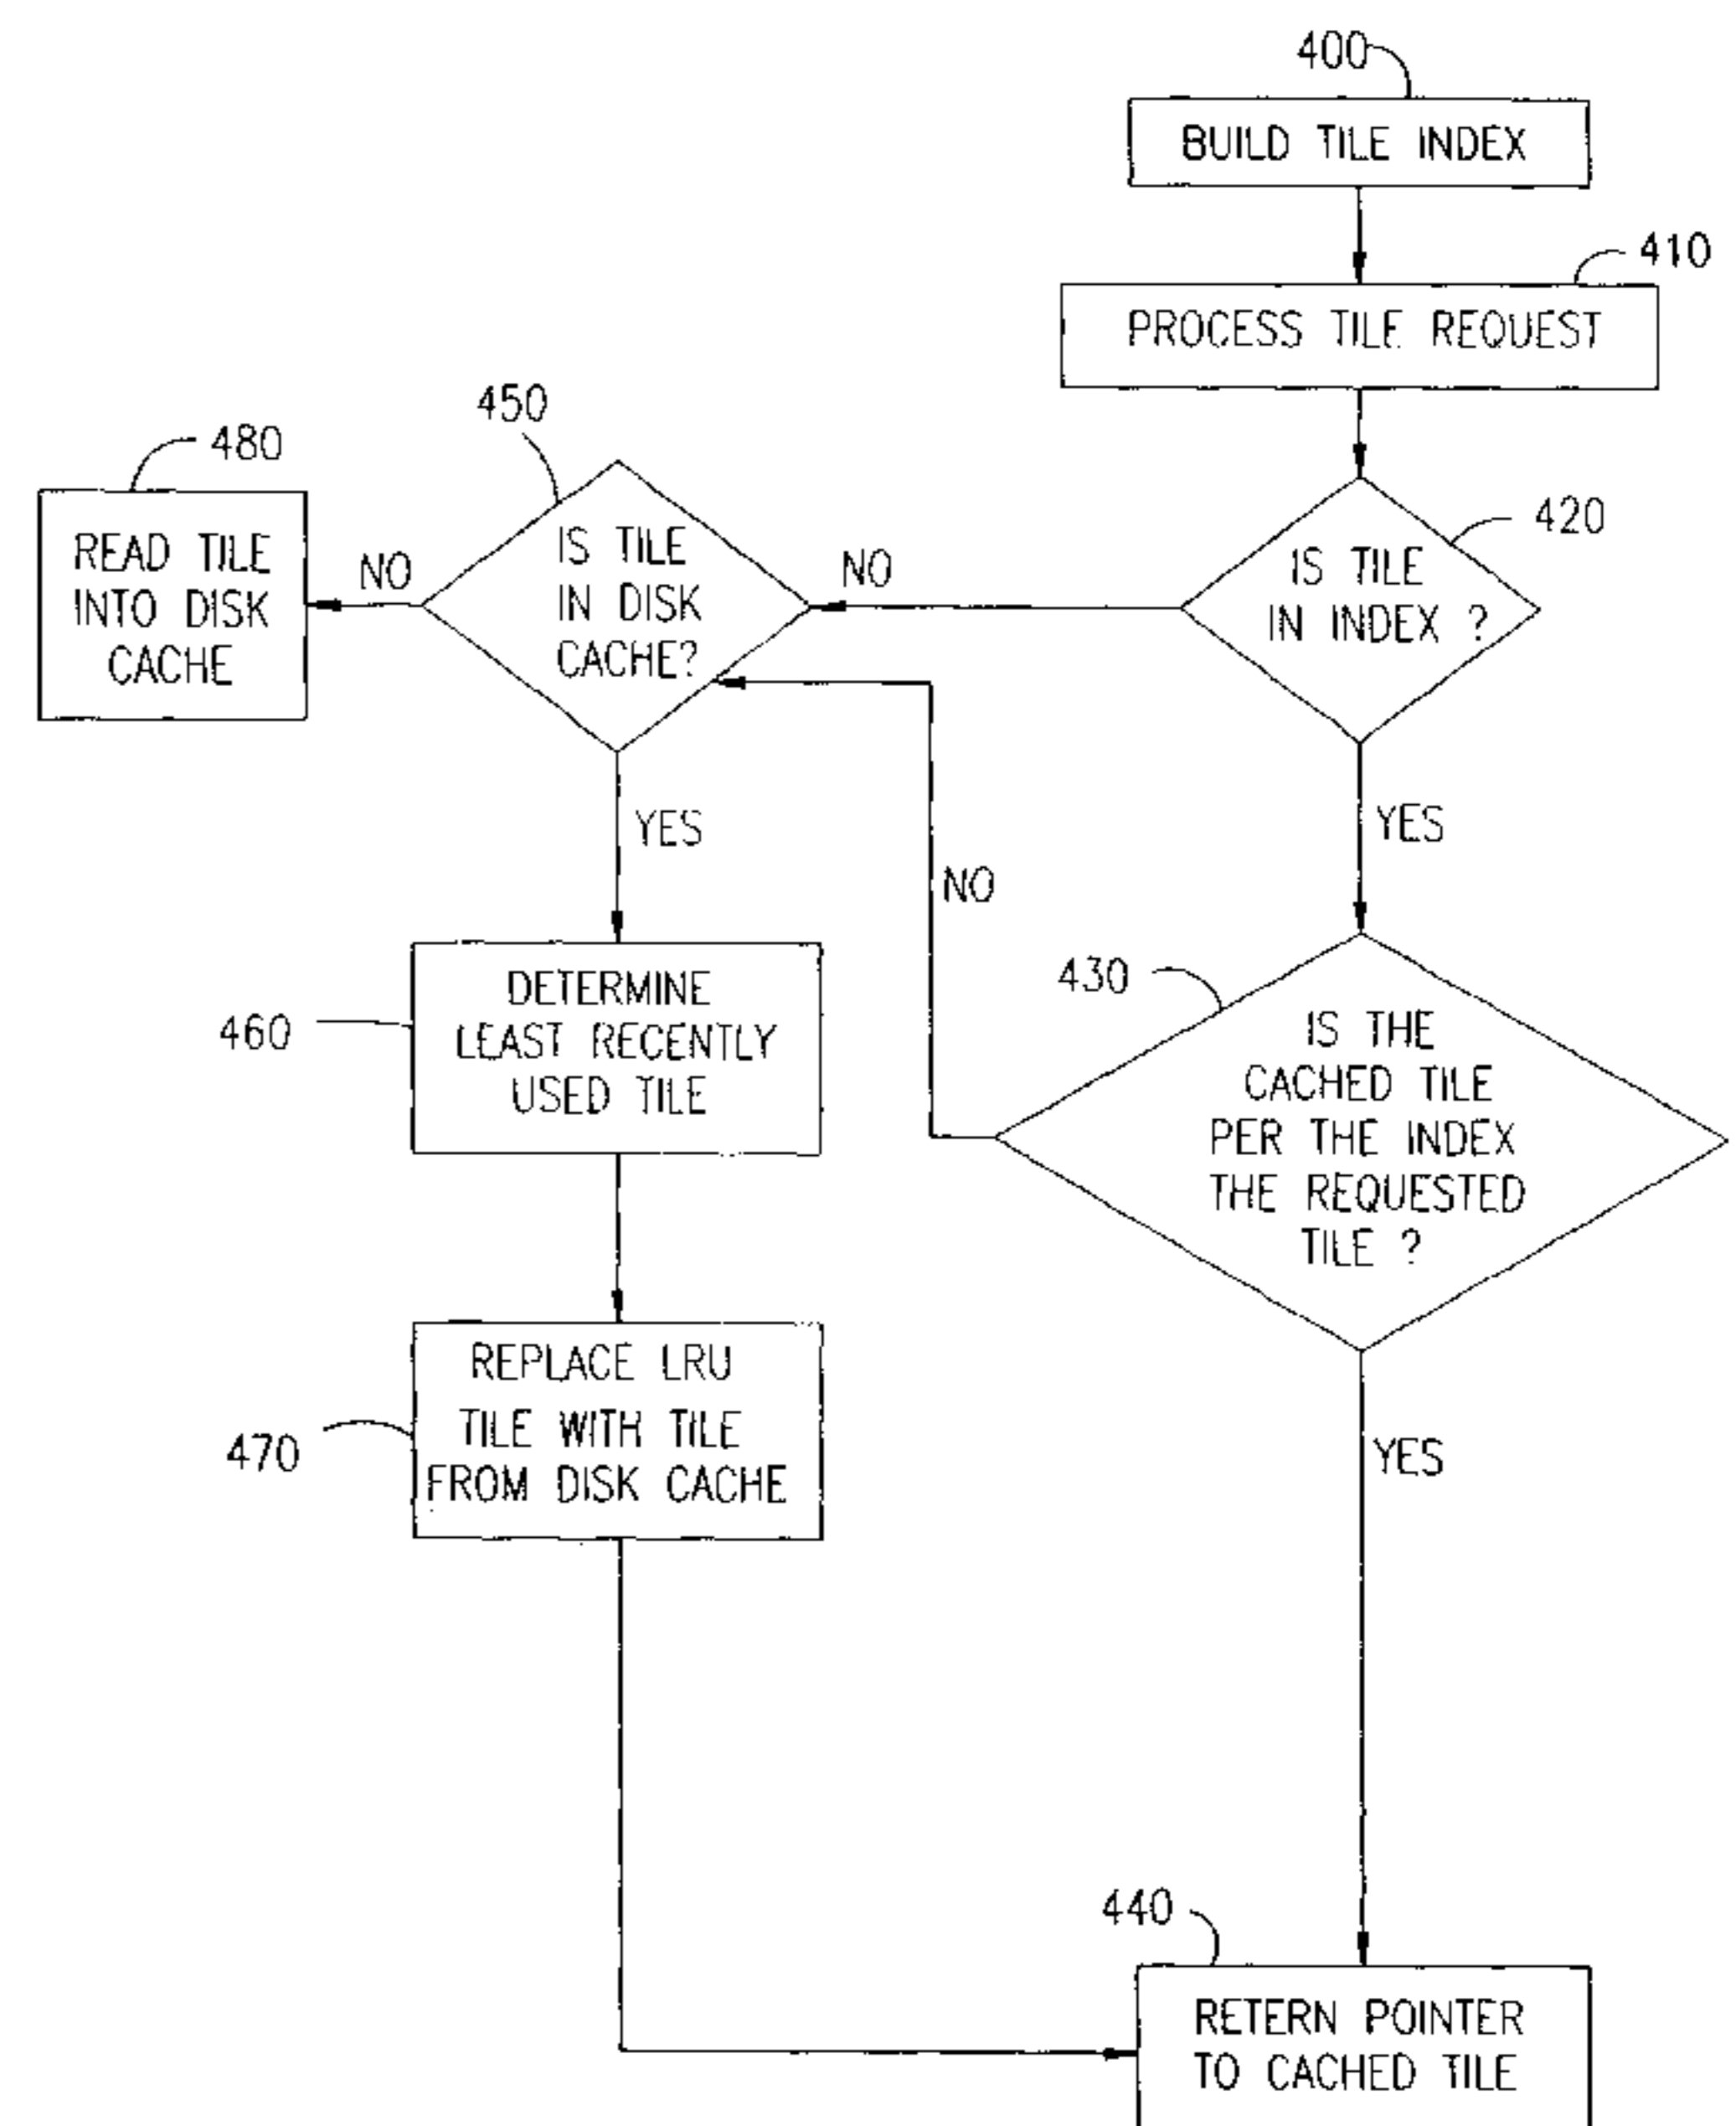 400
BUILD TILE INDEX
410
PROCESS TILE REQUEST
420
IS TILE
IN INDEX ?
NO
YES
450
IS TILE
IN DISK
CACHE?
NO
YES
480
READ TILE
INTO DISK
CACHE
430
IS THE
CACHED TILE
PER THE INDEX
THE REQUESTED
TILE ?
NO
YES
460
DETERMINE
LEAST RECENTLY
USED TILE
470
REPLACE LRU
TILE WITH TILE
FROM DISK CACHE
440
RETERN POINTER
TO CACHED TILE